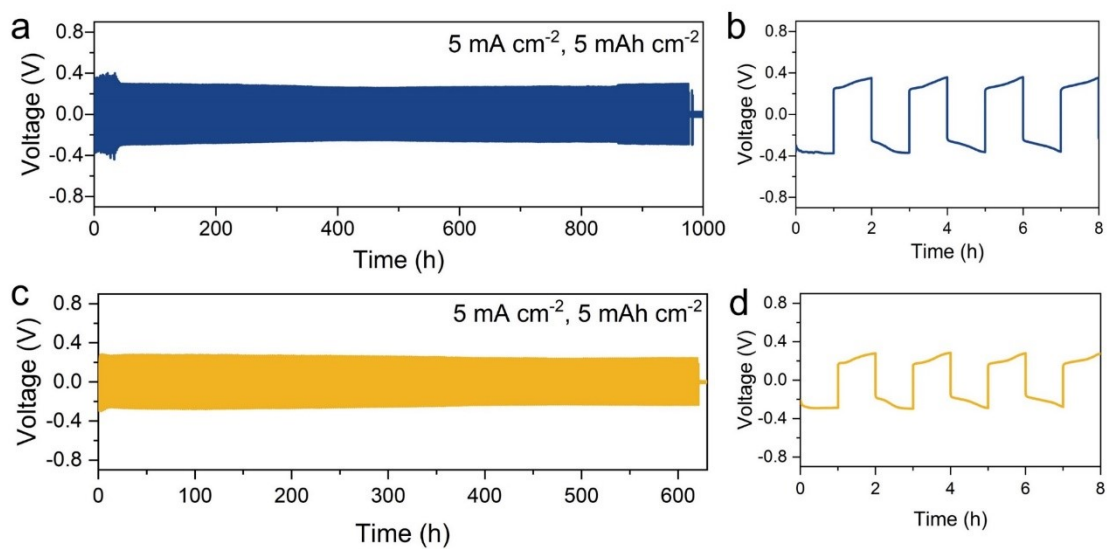 a
5 mA cm-2, 5 mAh cm-2
Voltage (V)
0.8
0.4
0.0
-0.4
-0.8
0 200 400 600 800 1000
Time (h)
b
Voltage (V)
0.8
0.4
0.0
-0.4
-0.8
0 2 4 6 8
Time (h)
c
5 mA cm-2, 5 mAh cm-2
Voltage (V)
0.8
0.4
0.0
-0.4
-0.8
0 100 200 300 400 500 600
Time (h)
d
Voltage (V)
0.8
0.4
0.0
-0.4
-0.8
0 2 4 6 8
Time (h)